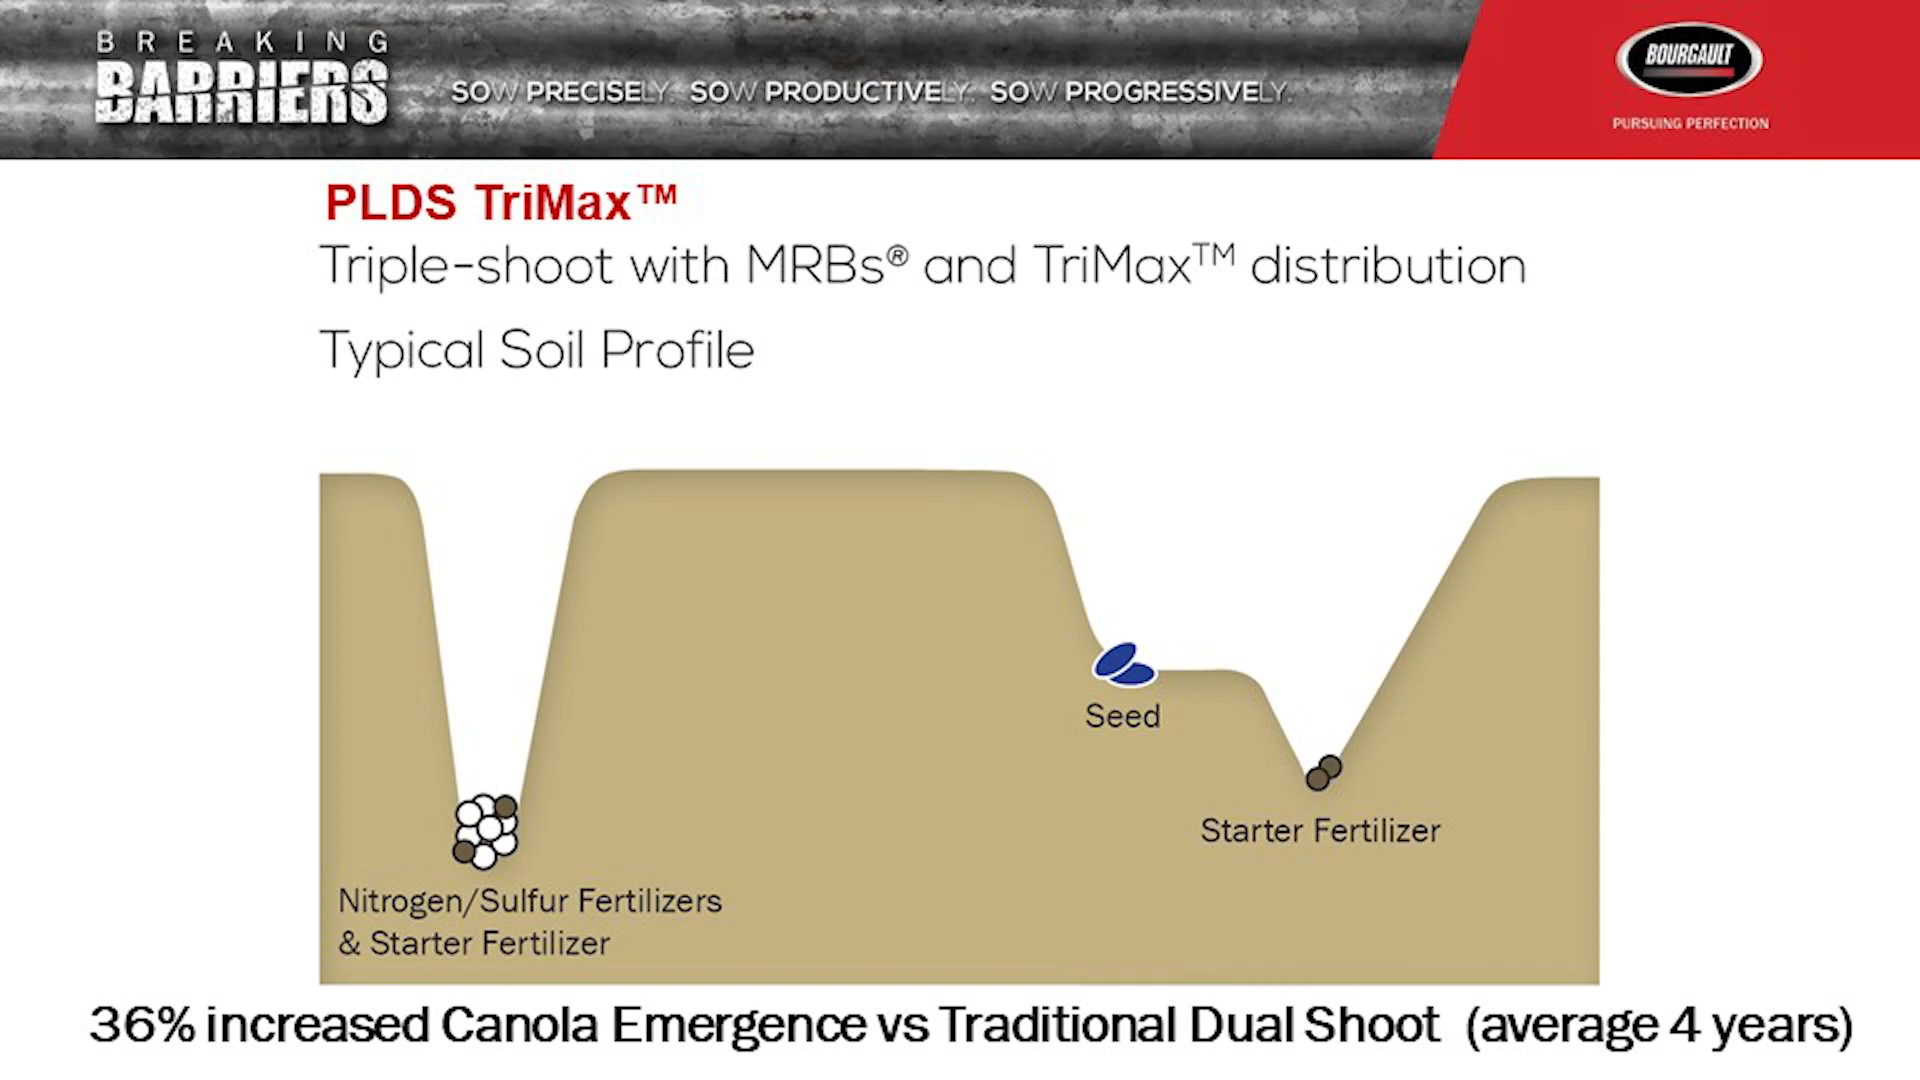 BREAKING
BARRIERS
SOW PRECISELY. SOW PRODUCTIVELY. SOW PROGRESSIVELY.
BOURGAULT
PURSUING PERFECTION
PLDS TriMax™
Triple-shoot with MRBs® and TriMax™ distribution
Typical Soil Profile
Seed
Starter Fertilizer
Nitrogen/Sulfur Fertilizers
& Starter Fertilizer
36% increased Canola Emergence vs Traditional Dual Shoot (average 4 years)